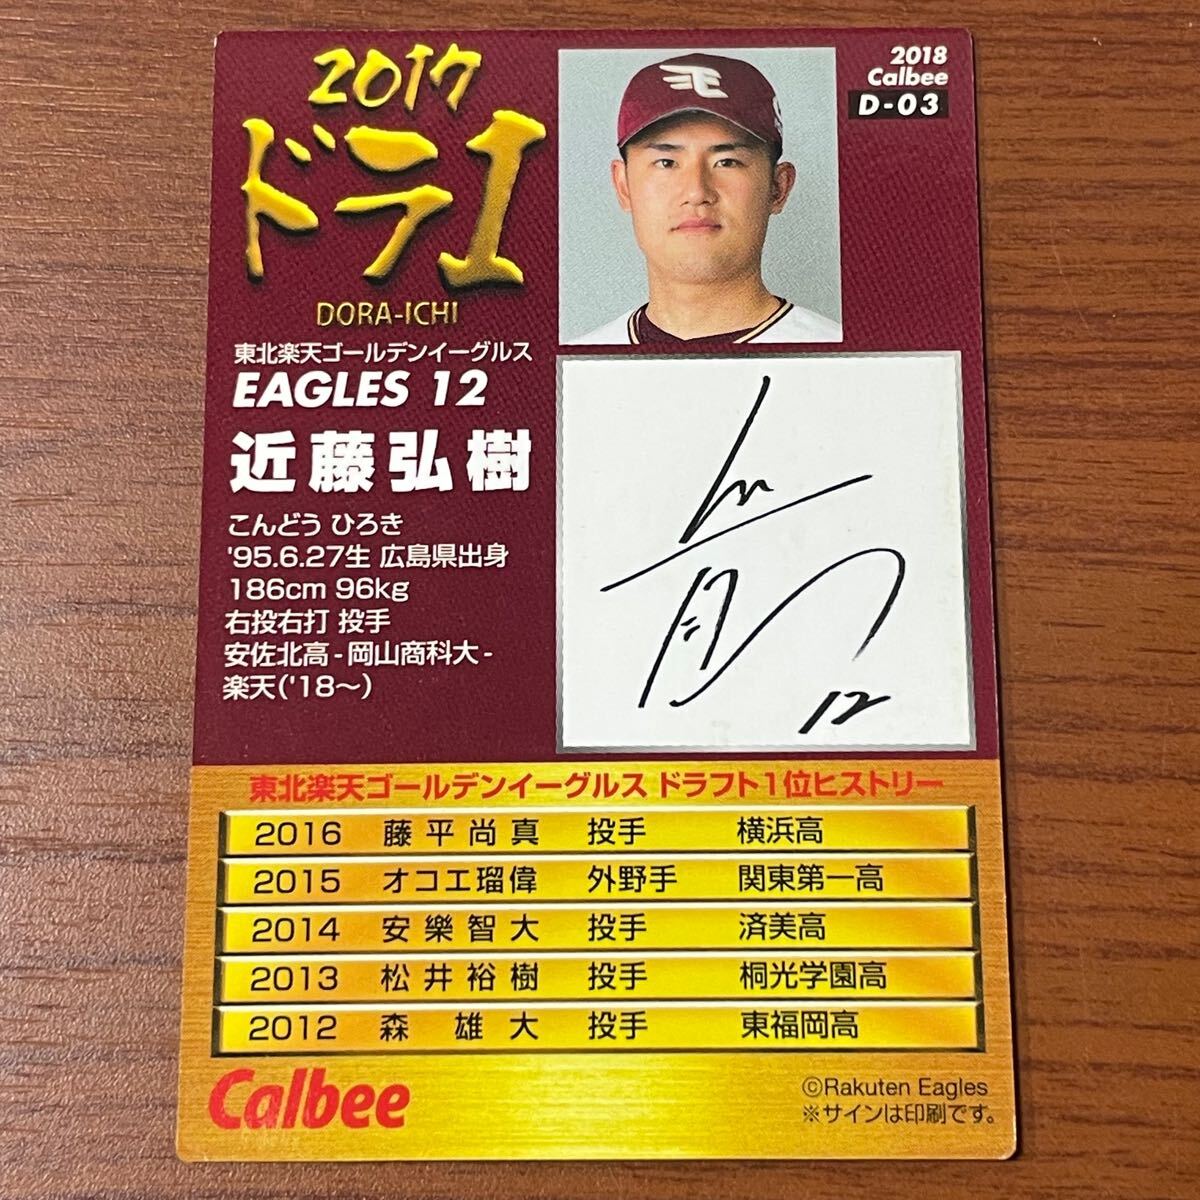 2017
ドラ1
DORA-ICHI
2018
Calbee
D-03
東北楽天ゴールデンイーグルス
EAGLES 12
近藤弘樹
こんどう ひろき
'95.6.27生 広島県出身
186cm 96kg
右投右打 投手
安佐北高-岡山商科大-
楽天('18〜)
12
東北楽天ゴールデンイーグルス ドラフト1位ヒストリー
2016 藤平尚真 投手 横浜高
2015 オコエ瑠偉 外野手 関東第一高
2014 安樂智大 投手 済美高
2013 松井裕樹 投手 桐光学園高
2012 森雄大 投手 東福岡高
Calbee
©Rakuten Eagles
※サインは印刷です。